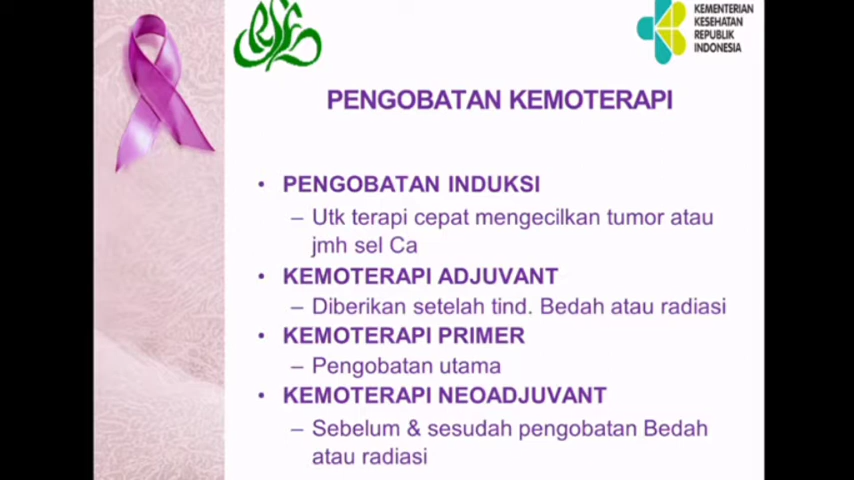 KEMENTERIAN
KESEHATAN
REPUBLIK
INDONESIA
PENGOBATAN KEMOTERAPI
• PENGOBATAN INDUKSI
– Utk terapi cepat mengecilkan tumor atau
jmh sel Ca
• KEMOTERAPI ADJUVANT
– Diberikan setelah tind. Bedah atau radiasi
• KEMOTERAPI PRIMER
– Pengobatan utama
• KEMOTERAPI NEOADJUVANT
– Sebelum & sesudah pengobatan Bedah
atau radiasi